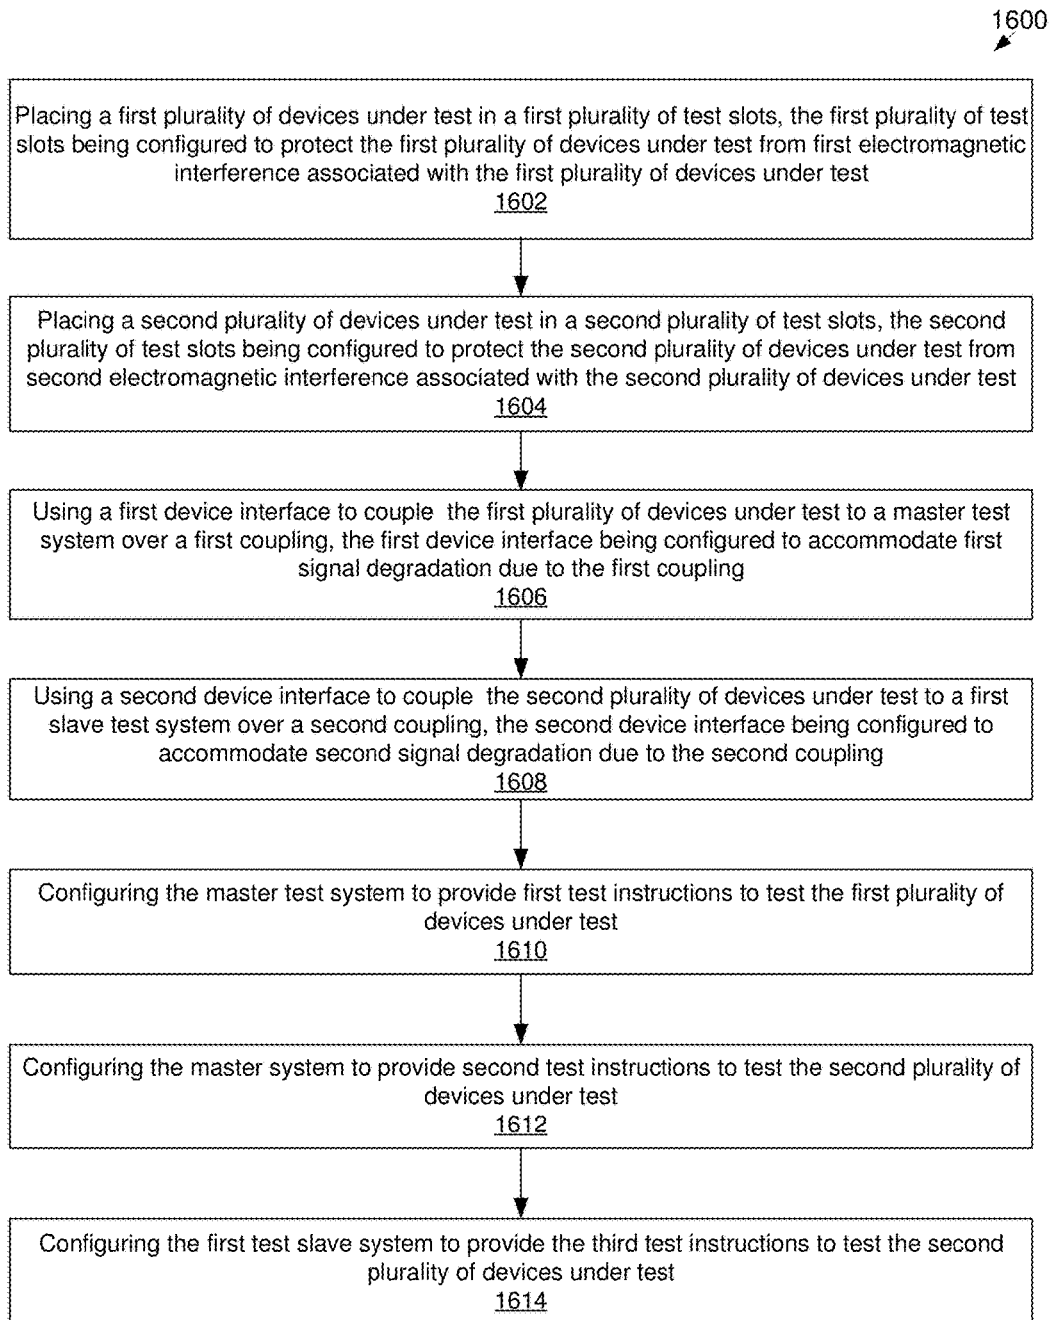 1600
Placing a first plurality of devices under test in a first plurality of test slots, the first plurality of test
slots being configured to protect the first plurality of devices under test from first electromagnetic
interference associated with the first plurality of devices under test
1602
Placing a second plurality of devices under test in a second plurality of test slots, the second
plurality of test slots being configured to protect the second plurality of devices under test from
second electromagnetic interference associated with the second plurality of devices under test
1604
Using a first device interface to couple the first plurality of devices under test to a master test
system over a first coupling, the first device interface being configured to accommodate first
signal degradation due to the first coupling
1606
Using a second device interface to couple the second plurality of devices under test to a first
slave test system over a second coupling, the second device interface being configured to
accommodate second signal degradation due to the second coupling
1608
Configuring the master test system to provide first test instructions to test the first plurality of
devices under test
1610
Configuring the master system to provide second test instructions to test the second plurality of
devices under test
1612
Configuring the first test slave system to provide the third test instructions to test the second
plurality of devices under test
1614